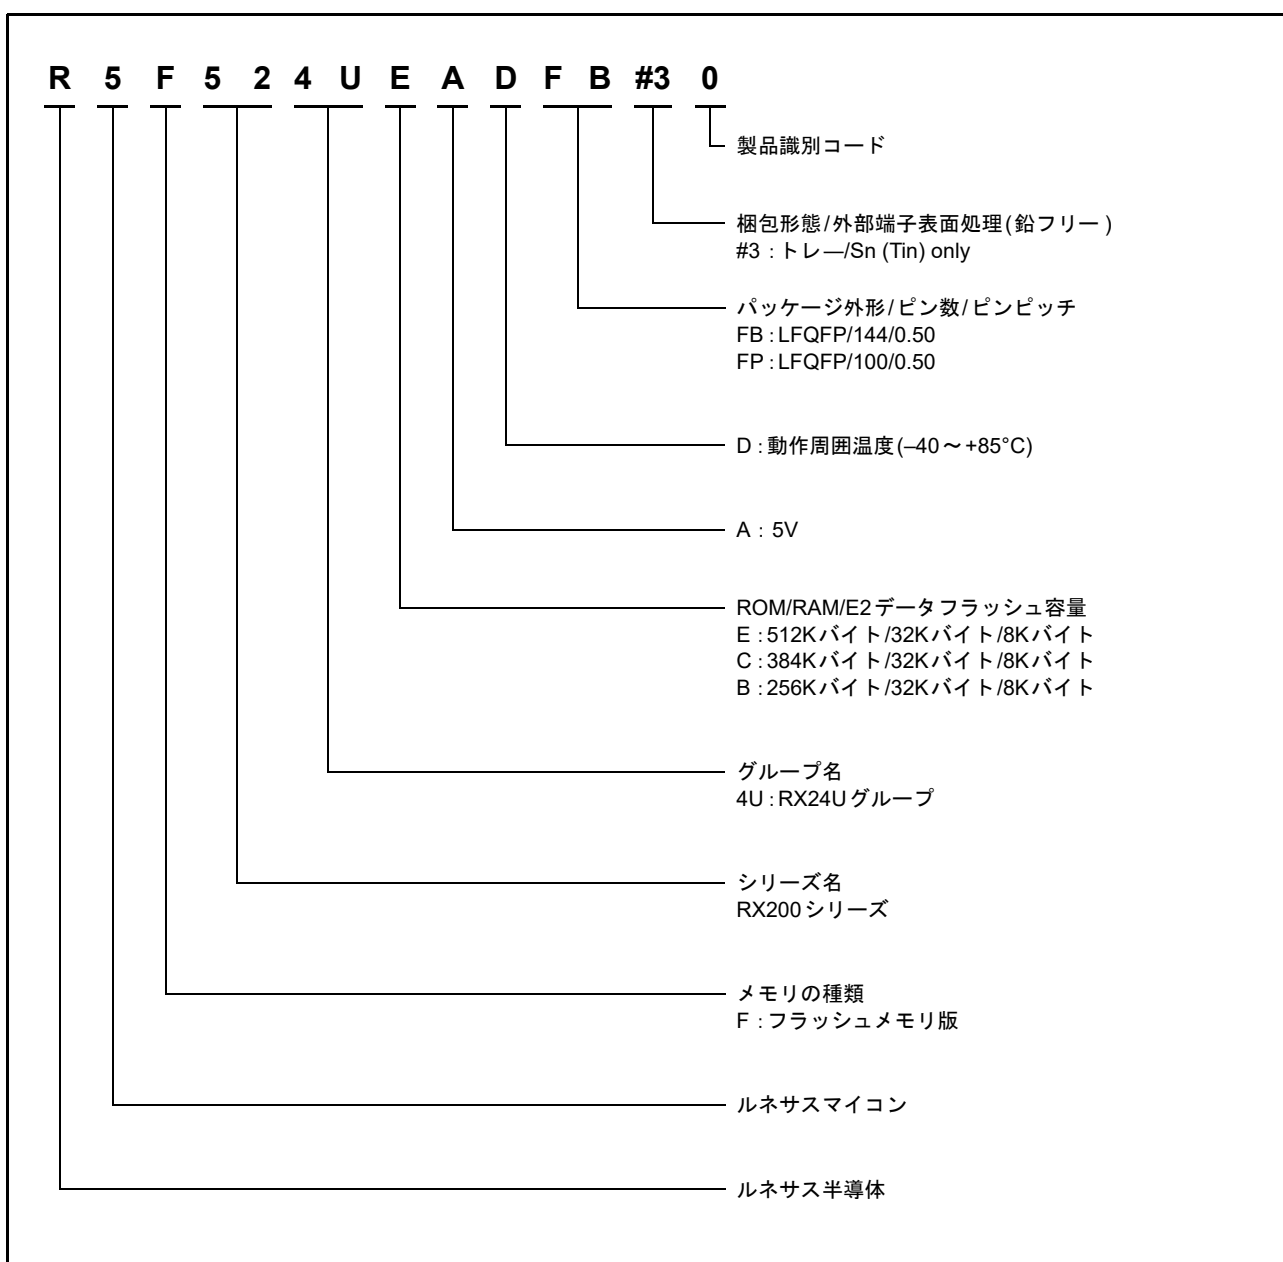 R 5 F 5 2 4 U E A D F B #3 0
製品識別コード
梱包形態/外部端子表面処理(鉛フリー)
#3：トレ―/Sn (Tin) only
パッケージ外形/ピン数/ピンピッチ
FB：LFQFP/144/0.50
FP：LFQFP/100/0.50
D：動作周囲温度(–40～+85°C)
A：5V
ROM/RAM/E2データフラッシュ容量
E：512Kバイト/32Kバイト/8Kバイト
C：384Kバイト/32Kバイト/8Kバイト
B：256Kバイト/32Kバイト/8Kバイト
グループ名
4U：RX24Uグループ
シリーズ名
RX200シリーズ
メモリの種類
F：フラッシュメモリ版
ルネサスマイコン
ルネサス半導体